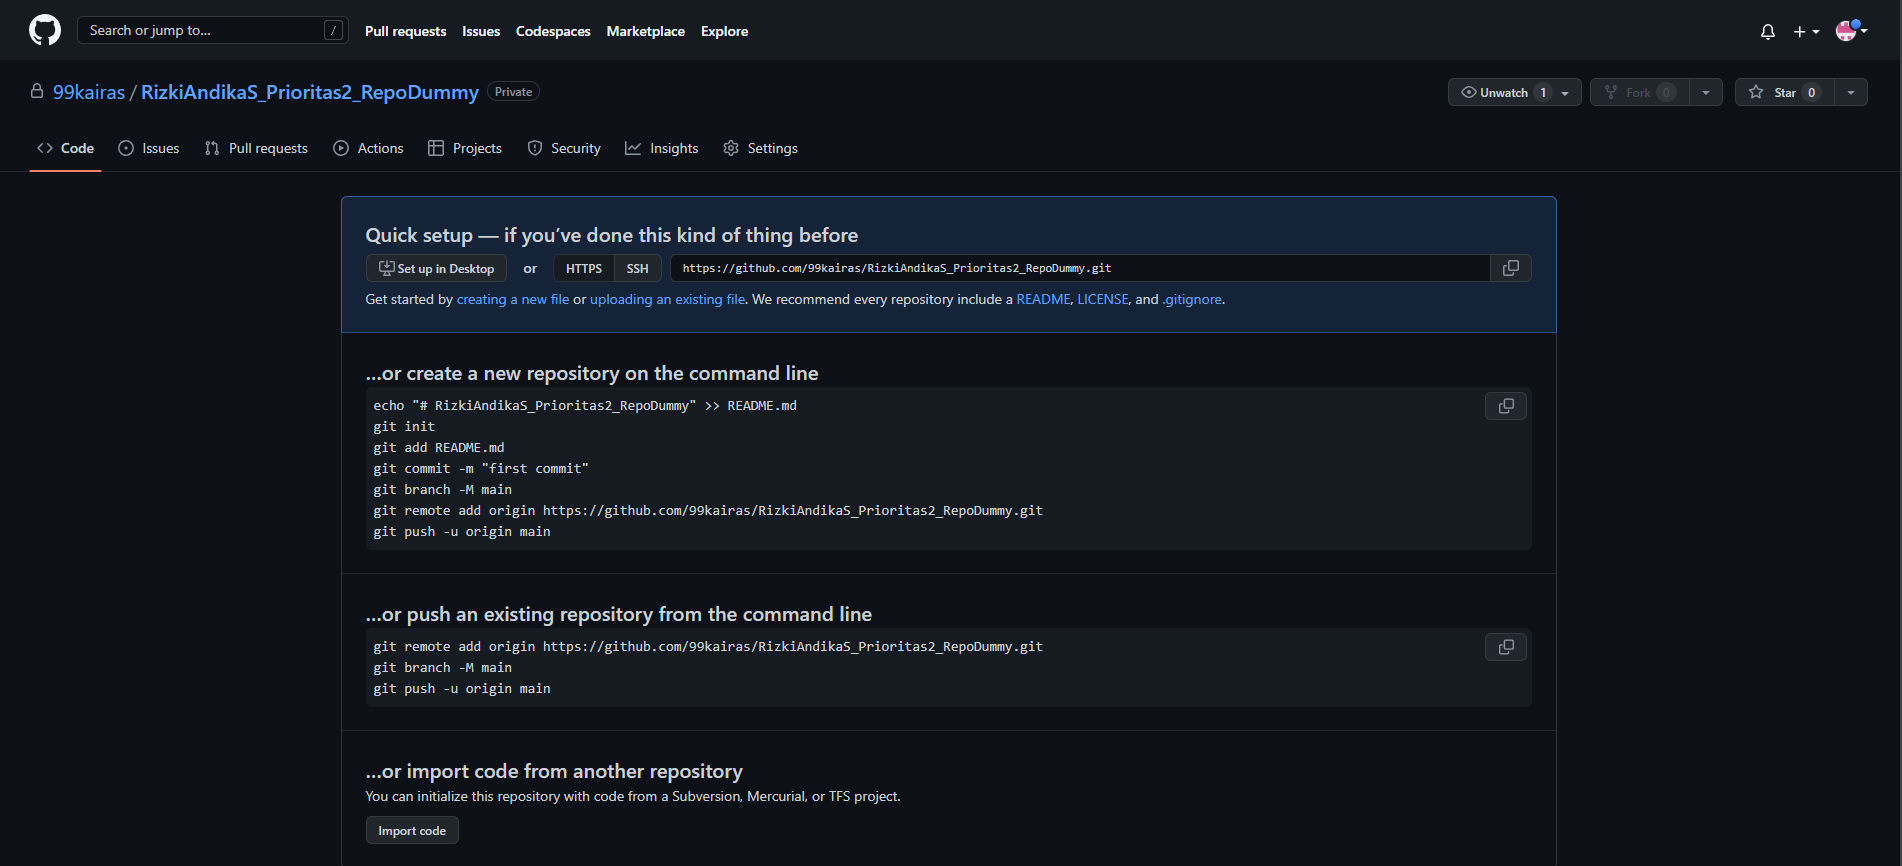 Search or jump to... /
Pull requests Issues Codespaces Marketplace Explore
99kairas / RizkiAndikaS_Prioritas2_RepoDummy Private
Unwatch 1 Fork 0 Star 0
Code Issues Pull requests Actions Projects Security Insights Settings
Quick setup — if you’ve done this kind of thing before
Set up in Desktop or HTTPS SSH https://github.com/99kairas/RizkiAndikaS_Prioritas2_RepoDummy.git
Get started by creating a new file or uploading an existing file. We recommend every repository include a README, LICENSE, and .gitignore.
…or create a new repository on the command line
echo "# RizkiAndikaS_Prioritas2_RepoDummy" >> README.md
git init
git add README.md
git commit -m "first commit"
git branch -M main
git remote add origin https://github.com/99kairas/RizkiAndikaS_Prioritas2_RepoDummy.git
git push -u origin main
…or push an existing repository from the command line
git remote add origin https://github.com/99kairas/RizkiAndikaS_Prioritas2_RepoDummy.git
git branch -M main
git push -u origin main
…or import code from another repository
You can initialize this repository with code from a Subversion, Mercurial, or TFS project.
Import code